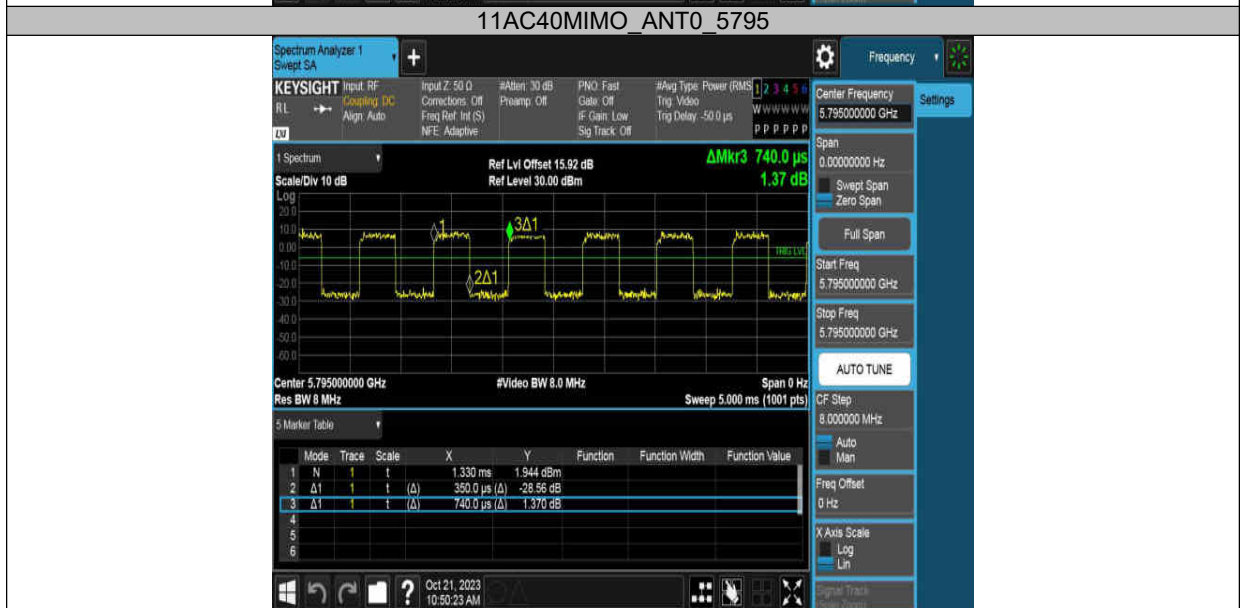 11AC40MIMO_ANT0_5795
Spectrum Analyzer 1
Swept SA
+
Frequency
KEYSIGHT
RL
Input: RF
Coupling: DC
Align: Auto
Input Z: 50 Ω
Corrections: Off
Freq Ref: Int (S)
NFE: Adaptive
#Atten: 30 dB
Preamp: Off
PNO: Fast
Gate: Off
IF Gain: Low
Sig Track: Off
#Avg Type: Power (RMS
Trig: Video
Trig Delay: -50.0 µs
1 2 3 4 5 6
W W W W W W
P P P P P P
Center Frequency
5.795000000 GHz
Settings
1 Spectrum
Scale/Div 10 dB
Ref Lvl Offset 15.92 dB
Ref Level 30.00 dBm
ΔMkr3 740.0 µs
1.37 dB
Log
20.0
10.0
0.00
-10.0
-20.0
-30.0
-40.0
-50.0
-60.0
1
2Δ1
3Δ1
TRIG LVL
Center 5.795000000 GHz
#Video BW 8.0 MHz
Span 0 Hz
Res BW 8 MHz
Sweep 5.000 ms (1001 pts)
5 Marker Table
Mode Trace Scale X Y Function Function Width Function Value
1 N 1 t 1.330 ms 1.944 dBm
2 Δ1 1 t (Δ) 350.0 µs (Δ) -28.56 dB
3 Δ1 1 t (Δ) 740.0 µs (Δ) 1.370 dB
4
5
6
Span
0.00000000 Hz
Swept Span
Zero Span
Full Span
Start Freq
5.795000000 GHz
Stop Freq
5.795000000 GHz
AUTO TUNE
CF Step
8.000000 MHz
Auto
Man
Freq Offset
0 Hz
X Axis Scale
Log
Lin
Signal Track
?
Oct 21, 2023
10:50:23 AM